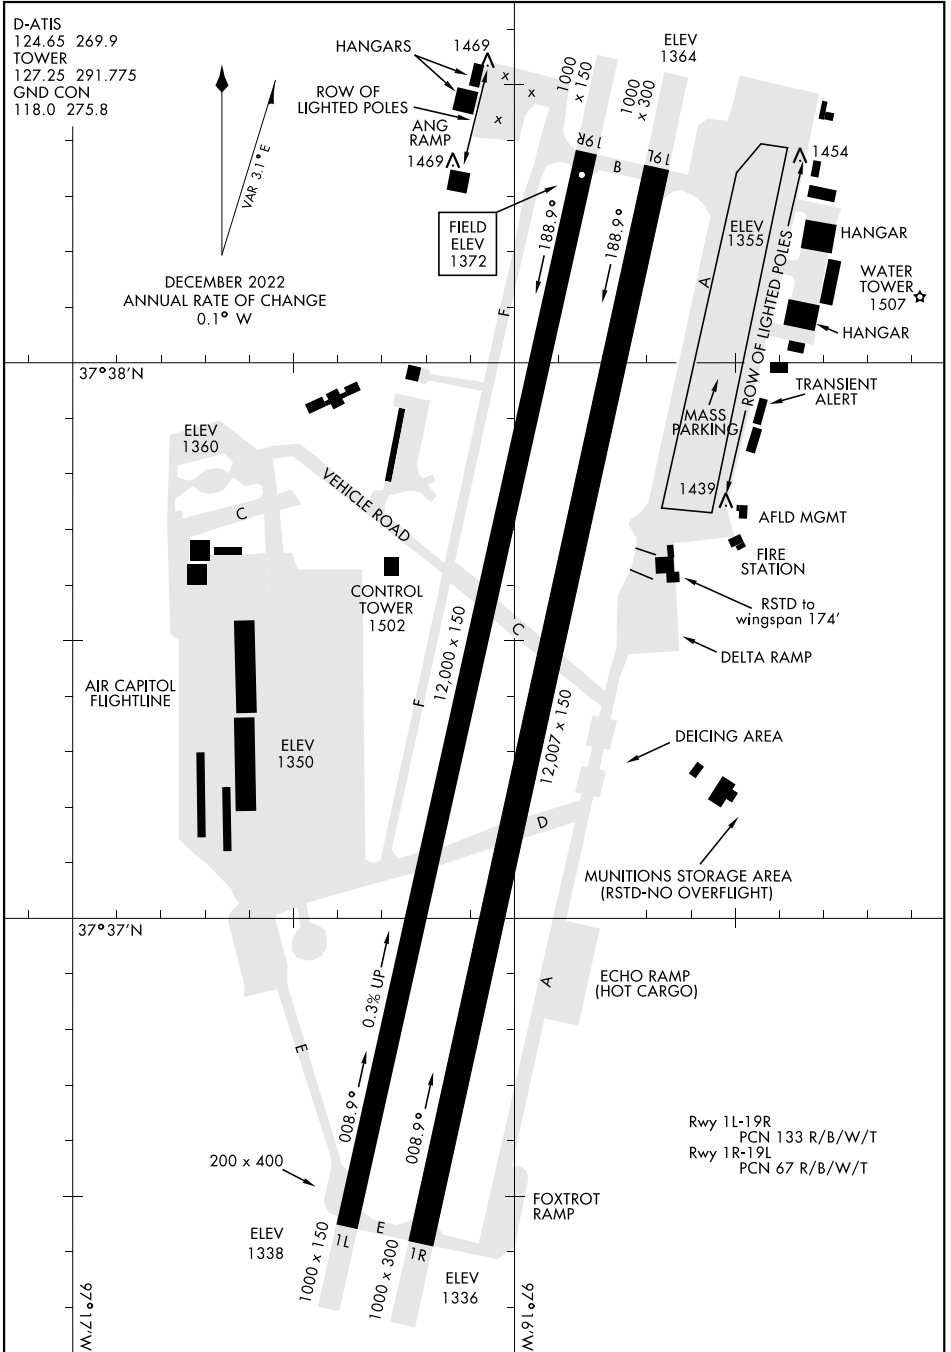 D-ATIS
124.65 269.9
TOWER
127.25 291.775
GND CON
118.0 275.8
VAR 3.1° E
DECEMBER 2022
ANNUAL RATE OF CHANGE
0.1° W
HANGARS
1469
ROW OF
LIGHTED POLES
ANG
RAMP
1469
x
x
x
1000
x 150
1000
x 300
ELEV
1364
19R
B
19L
FIELD
ELEV
1372
188.9°
188.9°
F
A
1454
ELEV
1355
ROW OF LIGHTED POLES
HANGAR
WATER
TOWER
1507
HANGAR
37°38'N
TRANSIENT
ALERT
MASS
PARKING
ELEV
1360
VEHICLE ROAD
C
1439
AFLD MGMT
FIRE
STATION
CONTROL
TOWER
1502
RSTD to
wingspan 174'
C
DELTA RAMP
12,000 x 150
F
AIR CAPITOL
FLIGHTLINE
12,007 x 150
DEICING AREA
ELEV
1350
D
MUNITIONS STORAGE AREA
(RSTD-NO OVERFLIGHT)
37°37'N
0.3% UP
A
ECHO RAMP
(HOT CARGO)
E
008.9°
008.9°
Rwy 1L-19R
PCN 133 R/B/W/T
Rwy 1R-19L
PCN 67 R/B/W/T
200 x 400
FOXTROT
RAMP
E
1L
1R
ELEV
1338
1000 x 150
1000 x 300
ELEV
1336
97°17'W
97°16'W